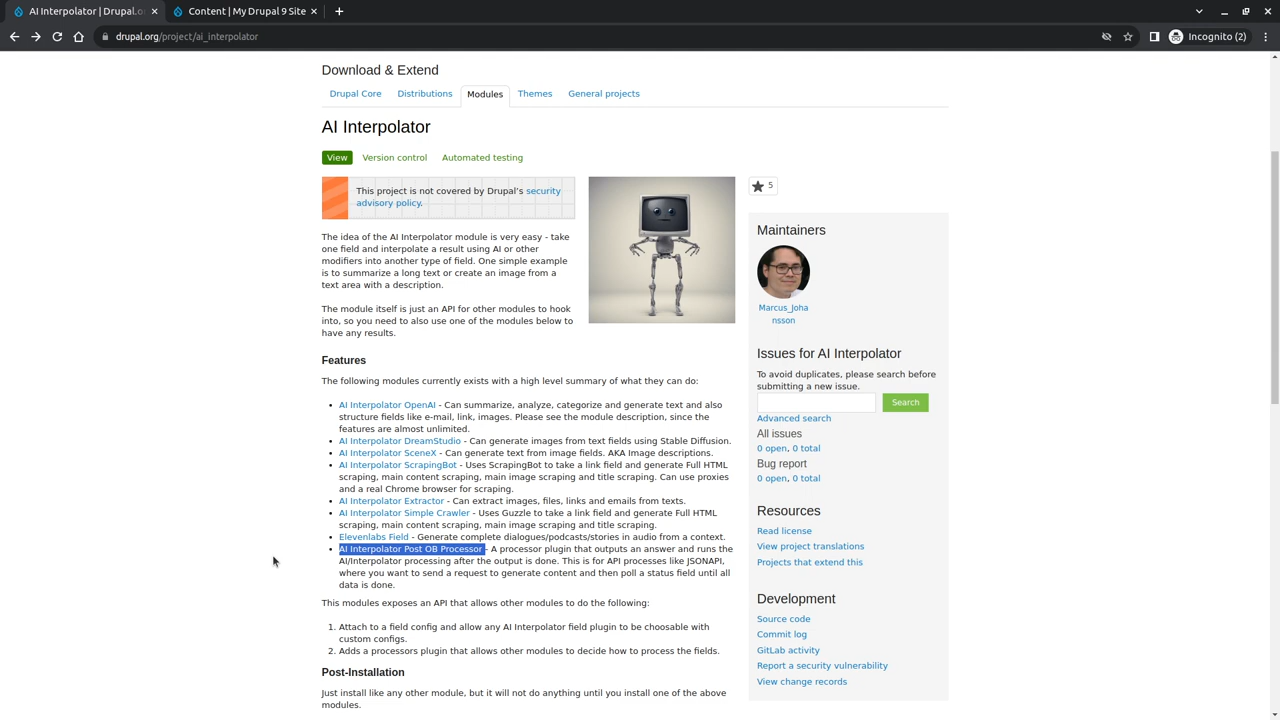 AI Interpolator | Drupal.or
Content | My Drupal 9 Site
drupal.org/project/ai_interpolator
Incognito (2)
Download & Extend
Drupal Core
Distributions
Modules
Themes
General projects
AI Interpolator
View
Version control
Automated testing
This project is not covered by Drupal's security
advisory policy.
The idea of the AI Interpolator module is very easy - take
one field and interpolate a result using AI or other
modifiers into another type of field. One simple example
is to summarize a long text or create an image from a
text area with a description.
The module itself is just an API for other modules to hook
into, so you need to also use one of the modules below to
have any results.
Features
The following modules currently exists with a high level summary of what they can do:
• AI Interpolator OpenAI - Can summarize, analyze, categorize and generate text and also
structure fields like e-mail, link, images. Please see the module description, since the
features are almost unlimited.
• AI Interpolator DreamStudio - Can generate images from text fields using Stable Diffusion.
• AI Interpolator SceneX - Can generate text from image fields. AKA Image descriptions.
• AI Interpolator ScrapingBot - Uses ScrapingBot to take a link field and generate Full HTML
scraping, main content scraping, main image scraping and title scraping. Can use proxies
and a real Chrome browser for scraping.
• AI Interpolator Extractor - Can extract images, files, links and emails from texts.
• AI Interpolator Simple Crawler - Uses Guzzle to take a link field and generate Full HTML
scraping, main content scraping, main image scraping and title scraping.
• Elevenlabs Field - Generate complete dialogues/podcasts/stories in audio from a context.
• AI Interpolator Post OB Processor - A processor plugin that outputs an answer and runs the
AI/Interpolator processing after the output is done. This is for API processes like JSONAPI,
where you want to send a request to generate content and then poll a status field until all
data is done.
This modules exposes an API that allows other modules to do the following:
1. Attach to a field config and allow any AI Interpolator field plugin to be choosable with
custom configs.
2. Adds a processors plugin that allows other modules to decide how to process the fields.
Post-Installation
Just install like any other module, but it will not do anything until you install one of the above
modules.
5
Maintainers
Marcus_Joha
nsson
Issues for AI Interpolator
To avoid duplicates, please search before
submitting a new issue.
Search
Advanced search
All issues
0 open, 0 total
Bug report
0 open, 0 total
Resources
Read license
View project translations
Projects that extend this
Development
Source code
Commit log
GitLab activity
Report a security vulnerability
View change records